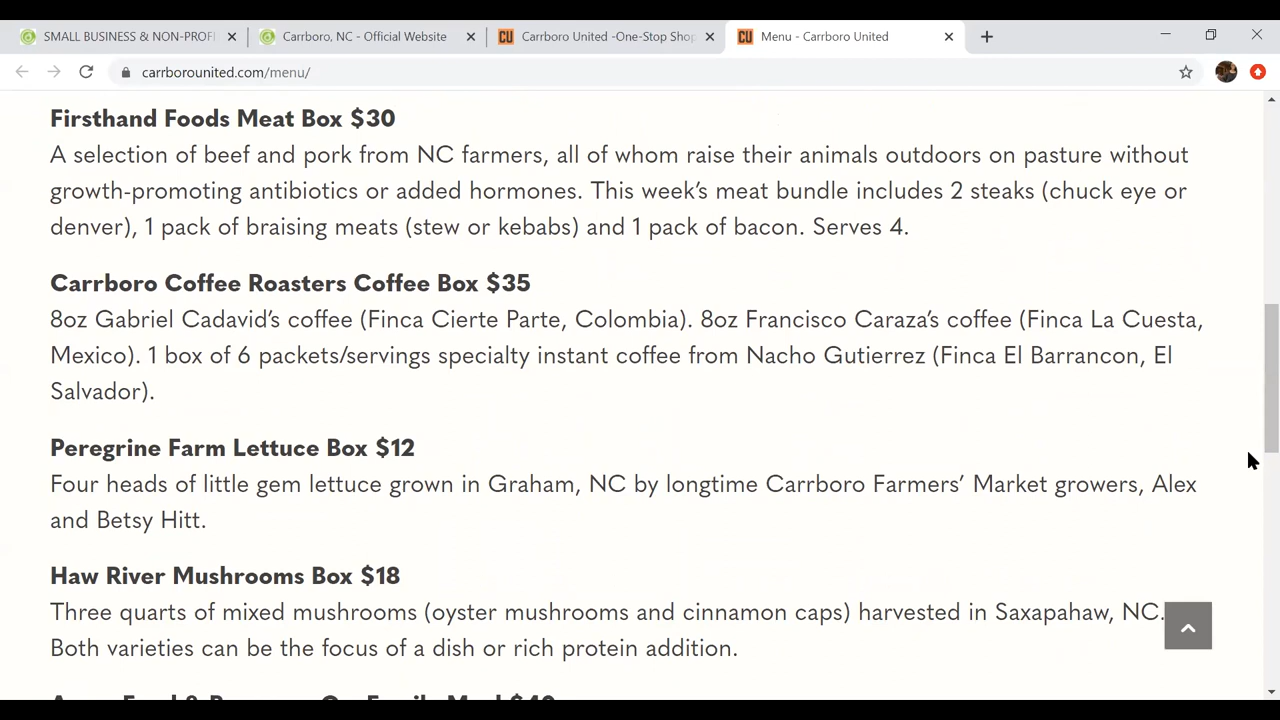 SMALL BUSINESS & NON-PROFI
Carrboro, NC - Official Website
CU
Carrboro United -One-Stop Shop
CU
Menu - Carrboro United
carrborounited.com/menu/
Firsthand Foods Meat Box $30
A selection of beef and pork from NC farmers, all of whom raise their animals outdoors on pasture without
growth-promoting antibiotics or added hormones. This week's meat bundle includes 2 steaks (chuck eye or
denver), 1 pack of braising meats (stew or kebabs) and 1 pack of bacon. Serves 4.
Carrboro Coffee Roasters Coffee Box $35
8oz Gabriel Cadavid's coffee (Finca Cierte Parte, Colombia). 8oz Francisco Caraza's coffee (Finca La Cuesta,
Mexico). 1 box of 6 packets/servings specialty instant coffee from Nacho Gutierrez (Finca El Barrancon, El
Salvador).
Peregrine Farm Lettuce Box $12
Four heads of little gem lettuce grown in Graham, NC by longtime Carrboro Farmers' Market growers, Alex
and Betsy Hitt.
Haw River Mushrooms Box $18
Three quarts of mixed mushrooms (oyster mushrooms and cinnamon caps) harvested in Saxapahaw, NC.
Both varieties can be the focus of a dish or rich protein addition.